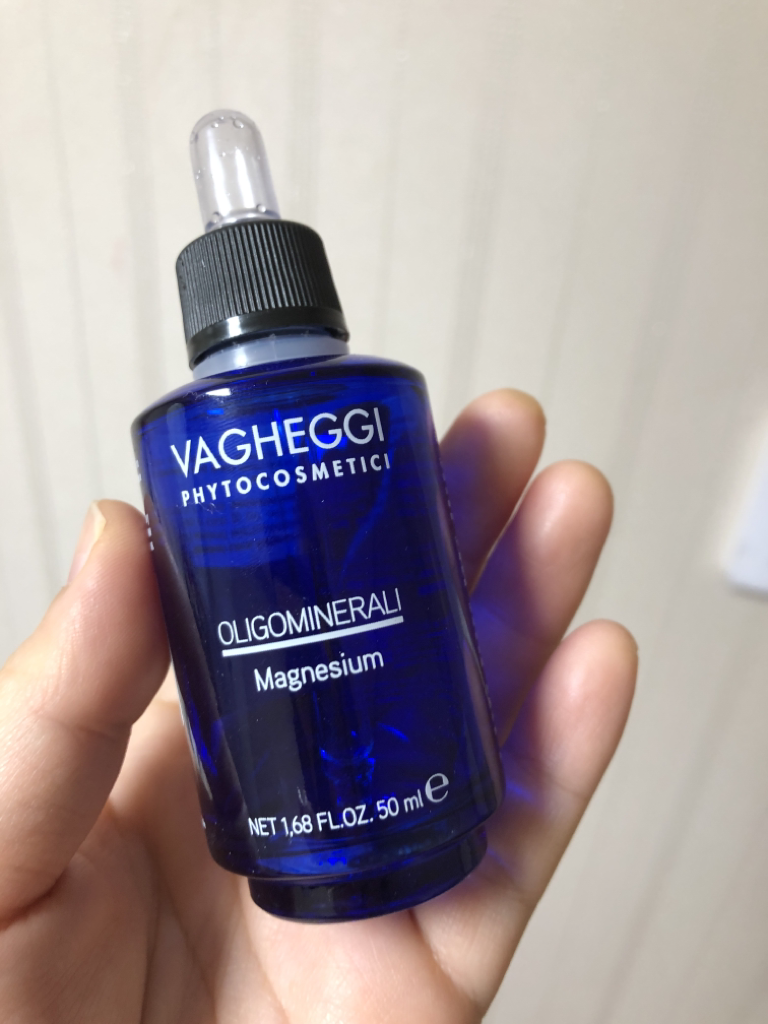 VAGHEGGI
PHYTOCOSMETICI
OLIGOMINERALI
Magnesium
NET 1,68 FL.OZ. 50 ml ℮